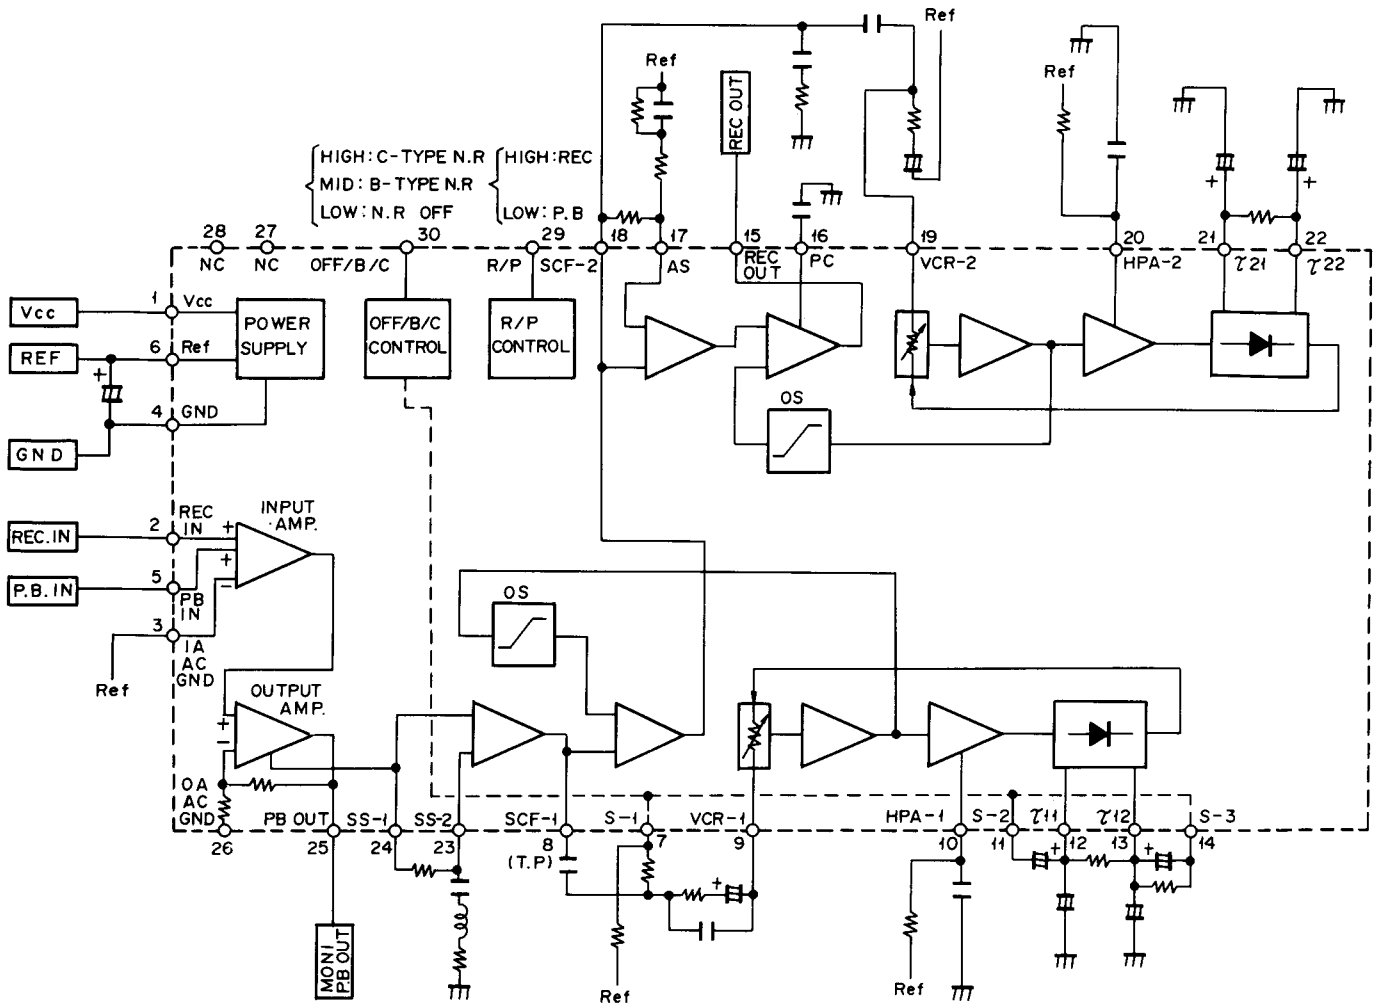 Ref
Ref
Ref
REC OUT
HIGH:C-TYPE N.R
MID:B-TYPE N.R
LOW:N.R OFF
HIGH:REC
LOW:P.B
28
27
30
29
18
17
15
16
19
20
21
22
NC
NC
OFF/B/C
R/P
SCF-2
AS
REC
OUT
PC
VCR-2
HPA-2
τ21
τ22
Vcc
1
Vcc
POWER
SUPPLY
OFF/B/C
CONTROL
R/P
CONTROL
REF
6
Ref
+
4
GND
GND
OS
+
+
REC.IN
2
REC
IN
INPUT
AMP.
+
+
-
P.B.IN
5
PB
IN
3
IA
AC
GND
Ref
OS
OUTPUT
AMP.
+
-
OA
AC
GND
PB OUT
SS-1
SS-2
SCF-1
S-1
VCR-1
HPA-1
S-2
τ11
τ12
S-3
26
25
24
23
8
(T.P)
7
9
10
11
12
13
14
+
+
+
MONI
P.B OUT
Ref
Ref